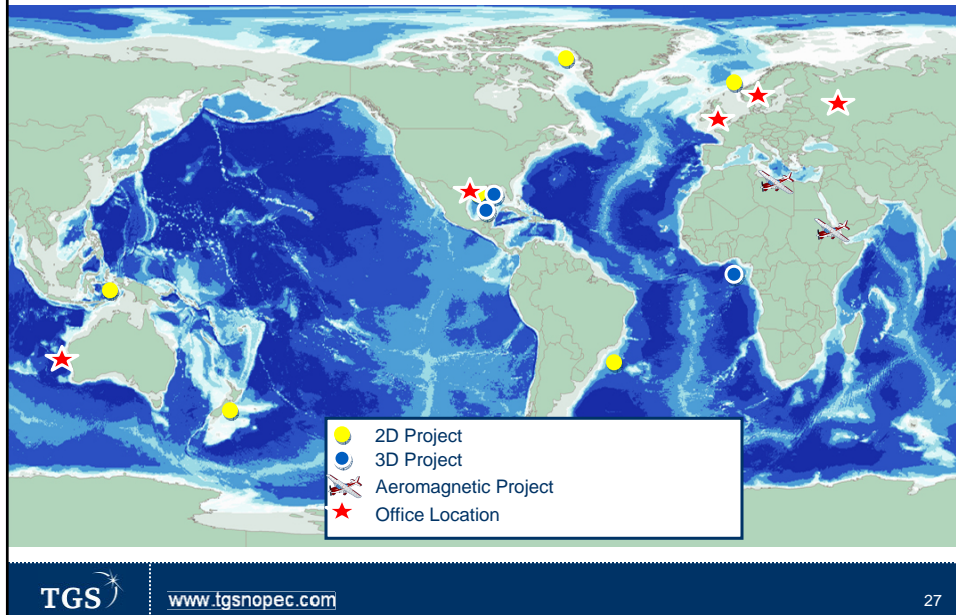 2D Project
3D Project
Aeromagnetic Project
Office Location
TGS
www.tgsnopec.com
27